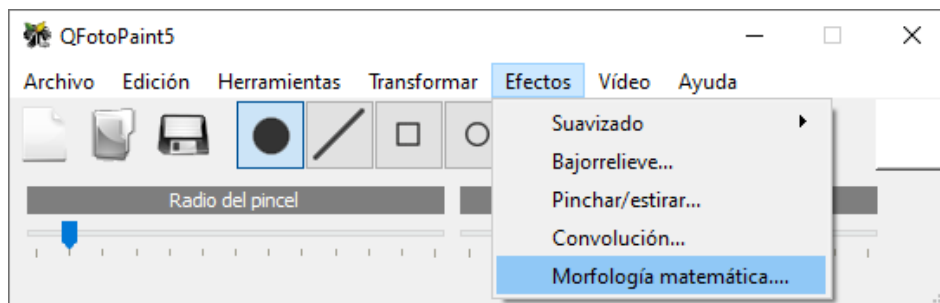 QFotoPaint5
Archivo Edición Herramientas Transformar Efectos Vídeo Ayuda
Suavizado
Bajorrelieve...
Pinchar/estirar...
Convolución...
Morfología matemática....
Radio del pincel